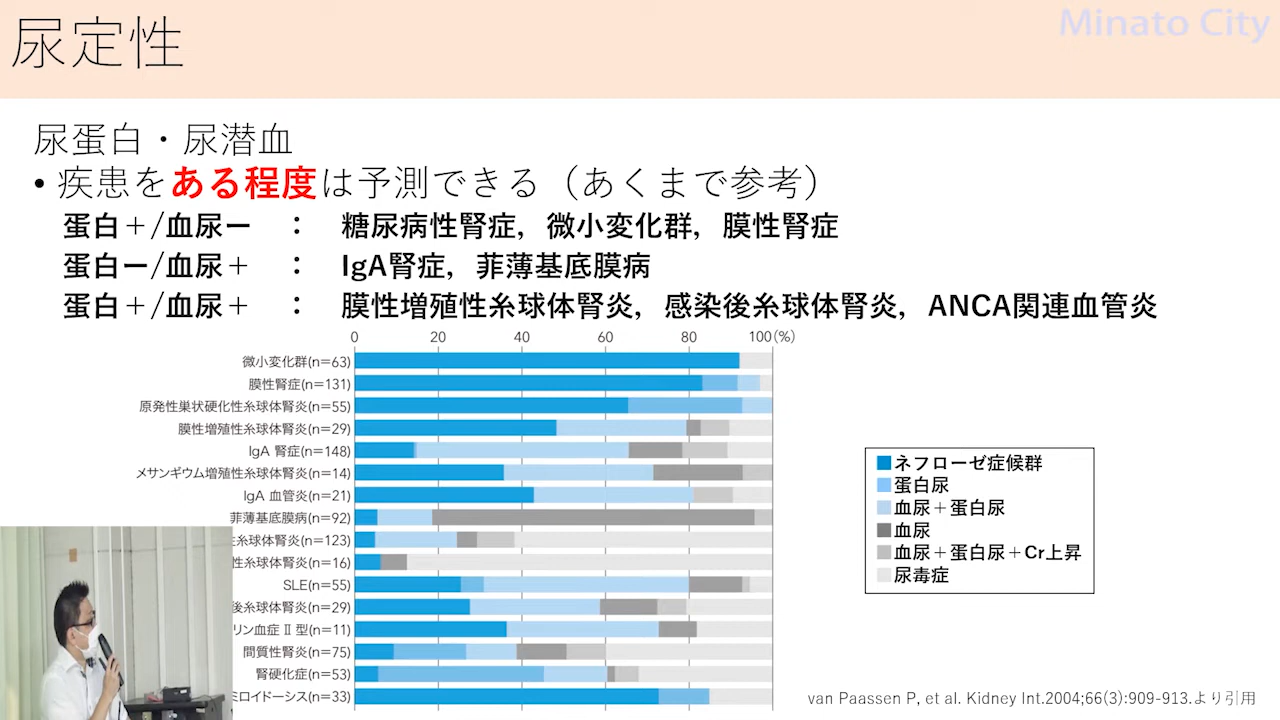 Minato City
尿定性
尿蛋白・尿潜血
• 疾患をある程度は予測できる（あくまで参考）
蛋白＋/血尿ー ： 糖尿病性腎症，微小変化群，膜性腎症
蛋白ー/血尿＋ ： IgA腎症，菲薄基底膜病
蛋白＋/血尿＋ ： 膜性増殖性糸球体腎炎，感染後糸球体腎炎，ANCA関連血管炎
0 20 40 60 80 100(%)
微小変化群(n=63)
膜性腎症(n=131)
原発性巣状硬化性糸球体腎炎(n=55)
膜性増殖性糸球体腎炎(n=29)
IgA 腎症(n=148)
メサンギウム増殖性糸球体腎炎(n=14)
IgA 血管炎(n=21)
菲薄基底膜病(n=92)
糸球体腎炎(n=123)
性糸球体腎炎(n=16)
SLE(n=55)
後糸球体腎炎(n=29)
リン血症 II 型(n=11)
間質性腎炎(n=75)
腎硬化症(n=53)
ミロイドーシス(n=33)
ネフローゼ症候群
蛋白尿
血尿＋蛋白尿
血尿
血尿＋蛋白尿＋Cr上昇
尿毒症
van Paassen P, et al. Kidney Int.2004;66(3):909-913.より引用